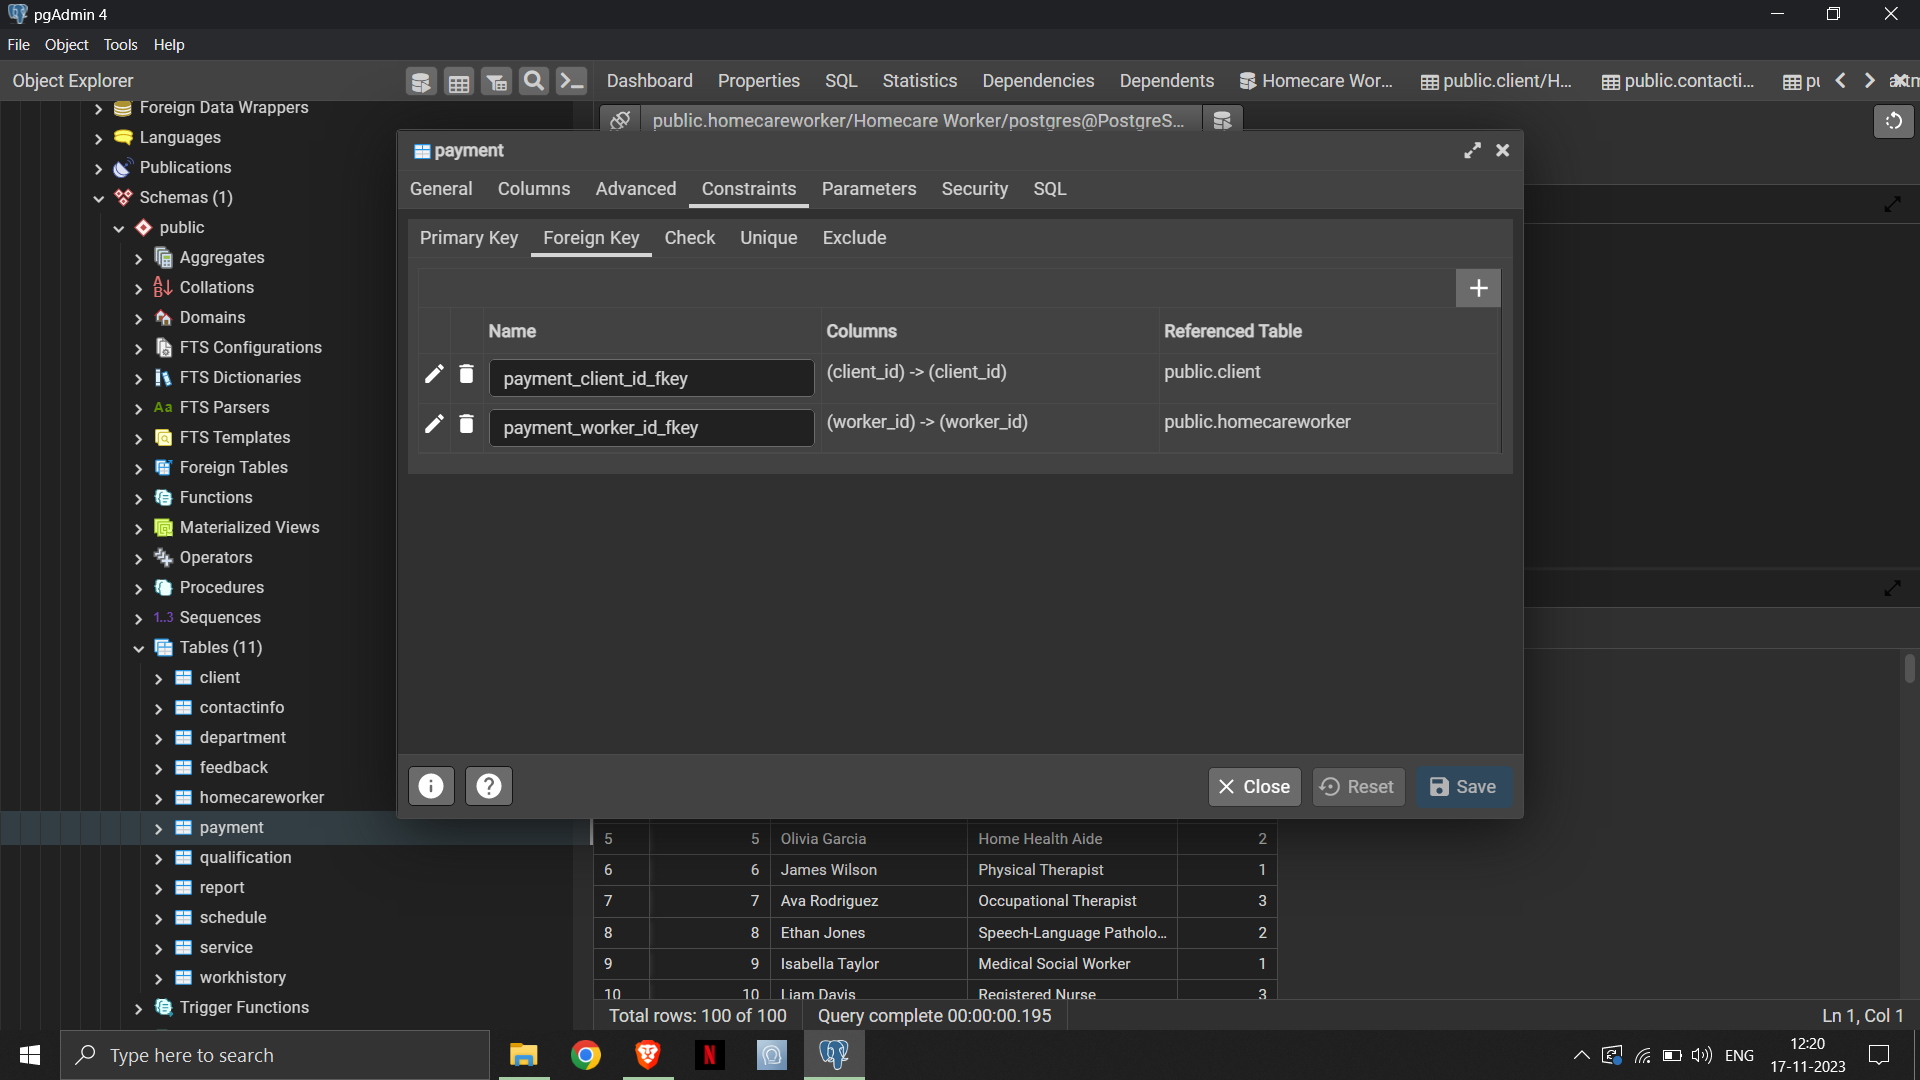 pgAdmin 4
File Object Tools Help
Object Explorer
Dashboard Properties SQL Statistics Dependencies Dependents Homecare Wor... public.client/H... public.contacti...
public.homecareworker/Homecare Worker/postgres@PostgreS...
Foreign Data Wrappers
Languages
Publications
Schemas (1)
public
Aggregates
Collations
Domains
FTS Configurations
FTS Dictionaries
Aa FTS Parsers
FTS Templates
Foreign Tables
Functions
Materialized Views
Operators
Procedures
1..3 Sequences
Tables (11)
client
contactinfo
department
feedback
homecareworker
payment
qualification
report
schedule
service
workhistory
Trigger Functions
payment
General Columns Advanced Constraints Parameters Security SQL
Primary Key Foreign Key Check Unique Exclude
Name Columns Referenced Table
payment_client_id_fkey (client_id) -> (client_id) public.client
payment_worker_id_fkey (worker_id) -> (worker_id) public.homecareworker
Close Reset Save
5 5 Olivia Garcia Home Health Aide 2
6 6 James Wilson Physical Therapist 1
7 7 Ava Rodriguez Occupational Therapist 3
8 8 Ethan Jones Speech-Language Patholo... 2
9 9 Isabella Taylor Medical Social Worker 1
10 10 Liam Davis Registered Nurse 3
Total rows: 100 of 100 Query complete 00:00:00.195 Ln 1, Col 1
Type here to search
ENG
12:20
17-11-2023